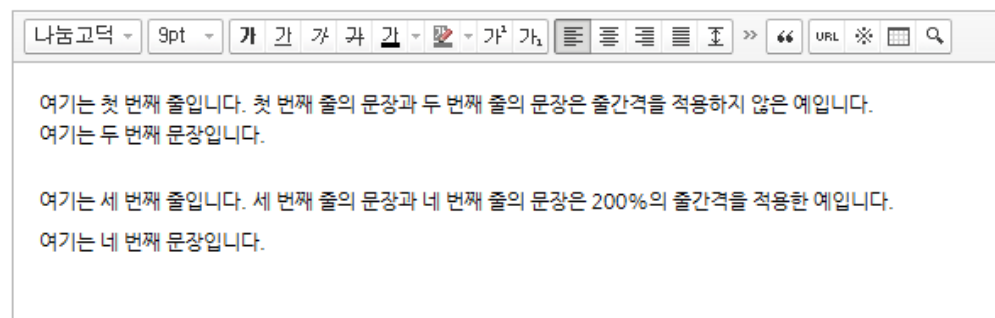 나눔고딕 9pt 가 가 가 가 가 가² 가₁ URL
여기는 첫 번째 줄입니다. 첫 번째 줄의 문장과 두 번째 줄의 문장은 줄간격을 적용하지 않은 예입니다.
여기는 두 번째 문장입니다.
여기는 세 번째 줄입니다. 세 번째 줄의 문장과 네 번째 줄의 문장은 200%의 줄간격을 적용한 예입니다.
여기는 네 번째 문장입니다.